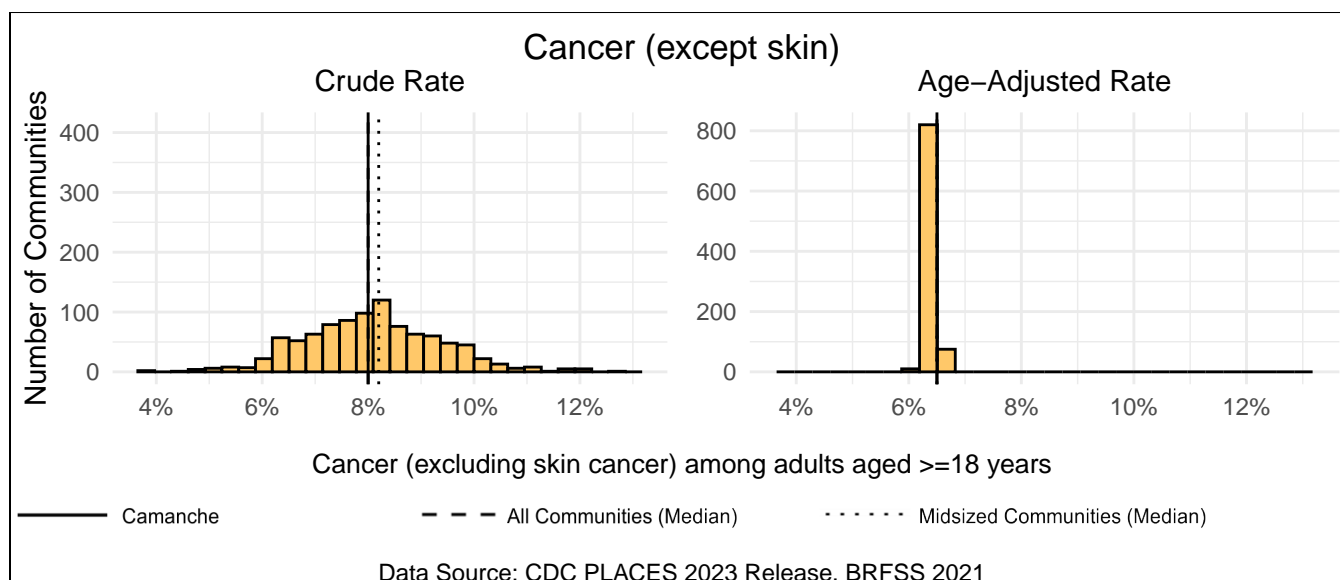 Cancer (except skin)
Crude Rate
Age−Adjusted Rate
Number of Communities
400
300
200
100
0
4%
6%
8%
10%
12%
800
600
400
200
0
4%
6%
8%
10%
12%
Cancer (excluding skin cancer) among adults aged >=18 years
Camanche
All Communities (Median)
Midsized Communities (Median)
Data Source: CDC PLACES 2023 Release, BRFSS 2021